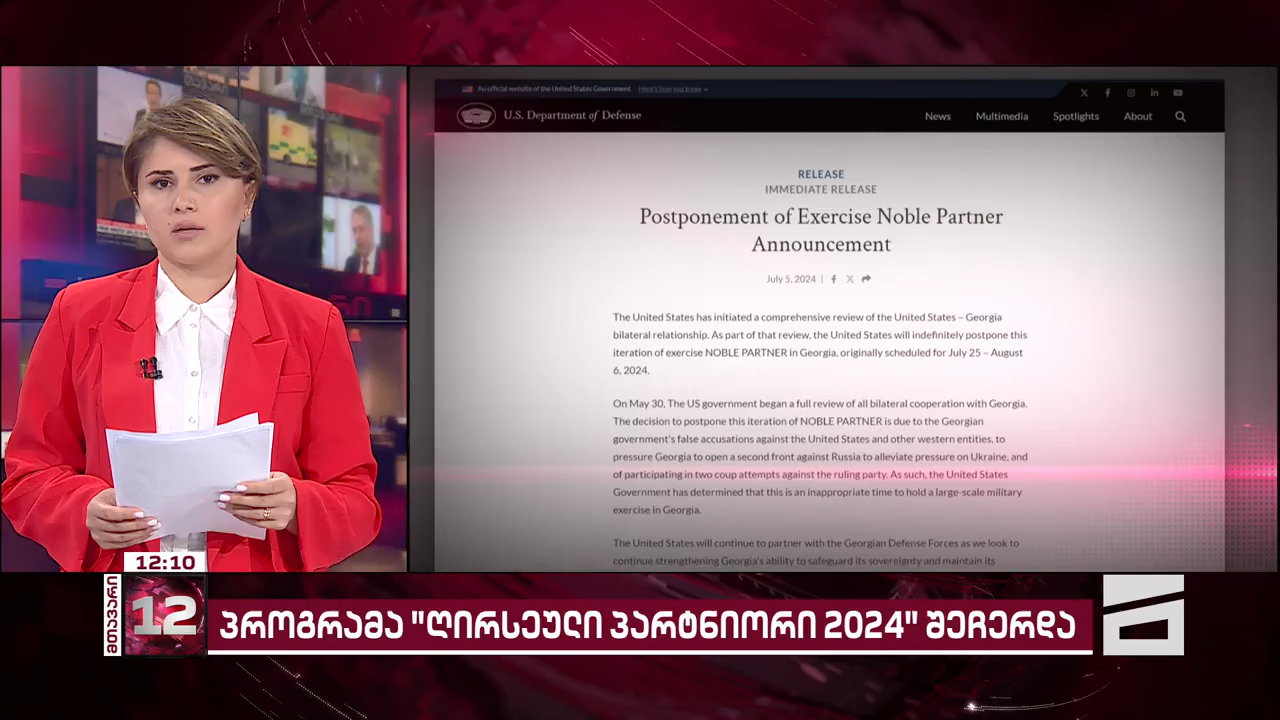 An official website of the United States Government Here's how you know
U.S. Department of Defense
News Multimedia Spotlights About
RELEASE
IMMEDIATE RELEASE
Postponement of Exercise Noble Partner
Announcement
July 5, 2024
The United States has initiated a comprehensive review of the United States – Georgia
bilateral relationship. As part of that review, the United States will indefinitely postpone this
iteration of exercise NOBLE PARTNER in Georgia, originally scheduled for July 25 – August
6, 2024.
On May 30, The US government began a full review of all bilateral cooperation with Georgia.
The decision to postpone this iteration of NOBLE PARTNER is due to the Georgian
government's false accusations against the United States and other western entities, to
pressure Georgia to open a second front against Russia to alleviate pressure on Ukraine, and
of participating in two coup attempts against the ruling party. As such, the United States
Government has determined that this is an inappropriate time to hold a large-scale military
exercise in Georgia.
The United States will continue to partner with the Georgian Defense Forces as we look to
continue strengthening Georgia's ability to safeguard its sovereignty and maintain its
12:10
მთავარი
12
პროგრამა "ღირსეული პარტნიორი 2024" შეჩერდა